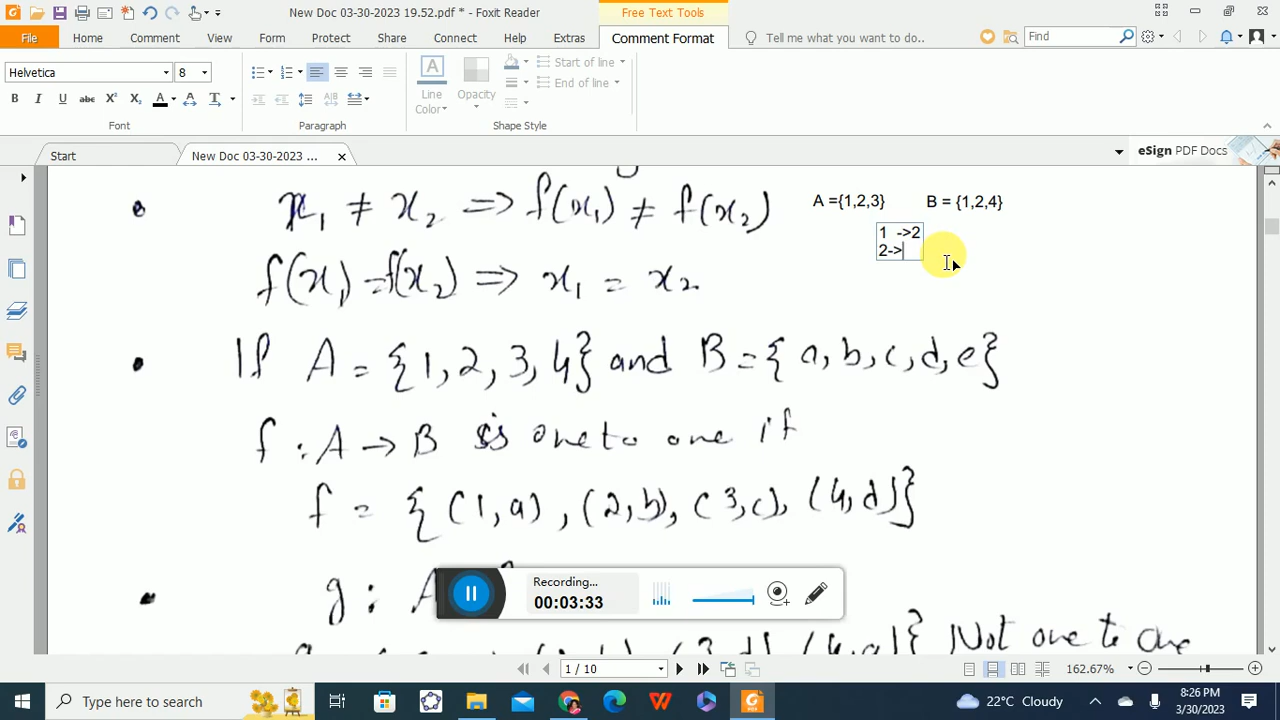 New Doc 03-30-2023 19.52.pdf * - Foxit Reader
Free Text Tools
File
Home
Comment
View
Form
Protect
Share
Connect
Help
Extras
Comment Format
Tell me what you want to do..
Find
Helvetica
8
Line Color
Opacity
Start of line
End of line
Font
Paragraph
Shape Style
Start
New Doc 03-30-2023 ...
eSign PDF Docs
x₁ ≠ x₂ ⇒ f(x₁) ≠ f(x₂)
A ={1,2,3}
B = {1,2,4}
1 ->2
2->
f(x₁) = f(x₂) ⇒ x₁ = x₂
If A = {1, 2, 3, 4} and B = { a, b, c, d, e}
f : A → B is one to one if
f = { (1, a) , (2, b), (3, c), (4, d)}
g : A
Recording...
00:03:33
(3, d) (4, a)} Not one to one
1 / 10
162.67%
Type here to search
22°C Cloudy
8:26 PM
3/30/2023